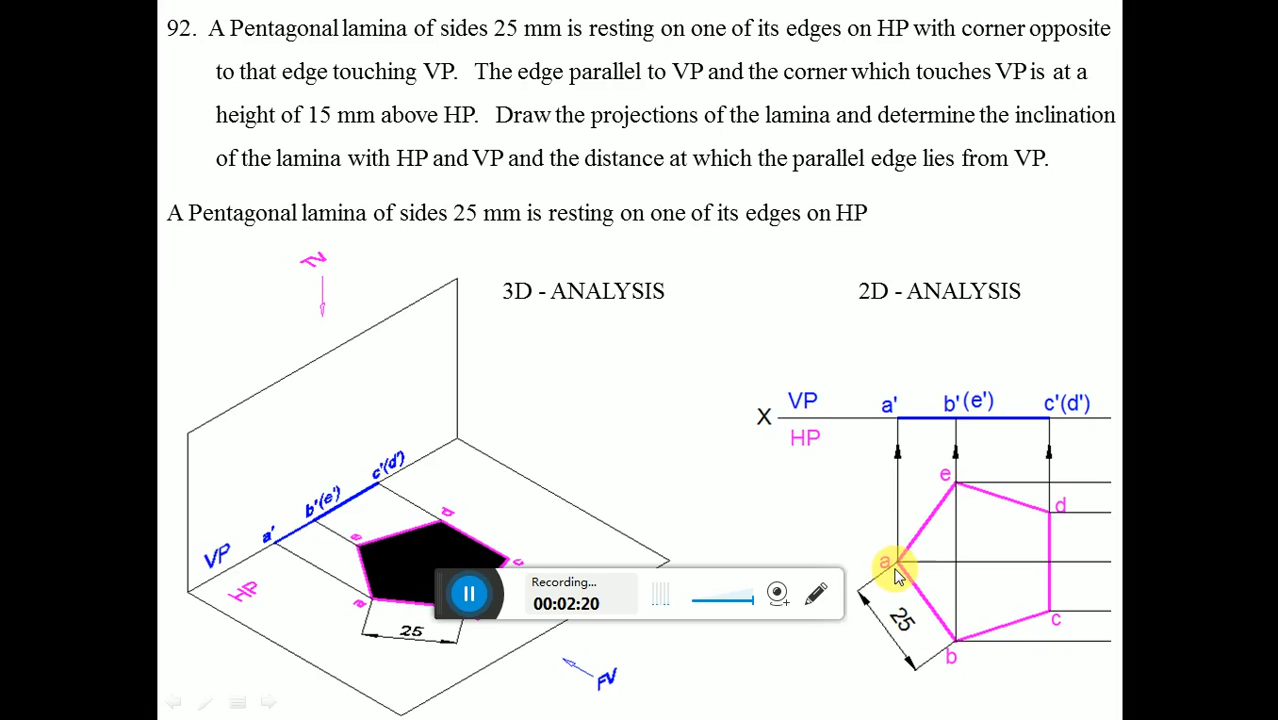 92. A Pentagonal lamina of sides 25 mm is resting on one of its edges on HP with corner opposite
to that edge touching VP. The edge parallel to VP and the corner which touches VP is at a
height of 15 mm above HP. Draw the projections of the lamina and determine the inclination
of the lamina with HP and VP and the distance at which the parallel edge lies from VP.
A Pentagonal lamina of sides 25 mm is resting on one of its edges on HP
TV
3D - ANALYSIS
2D - ANALYSIS
X
VP
HP
a'
b'(e')
c'(d')
e
d
a
c
b
25
c'(d')
b'(e')
a'
VP
HP
d
e
c
a
25
FV
Recording...
00:02:20